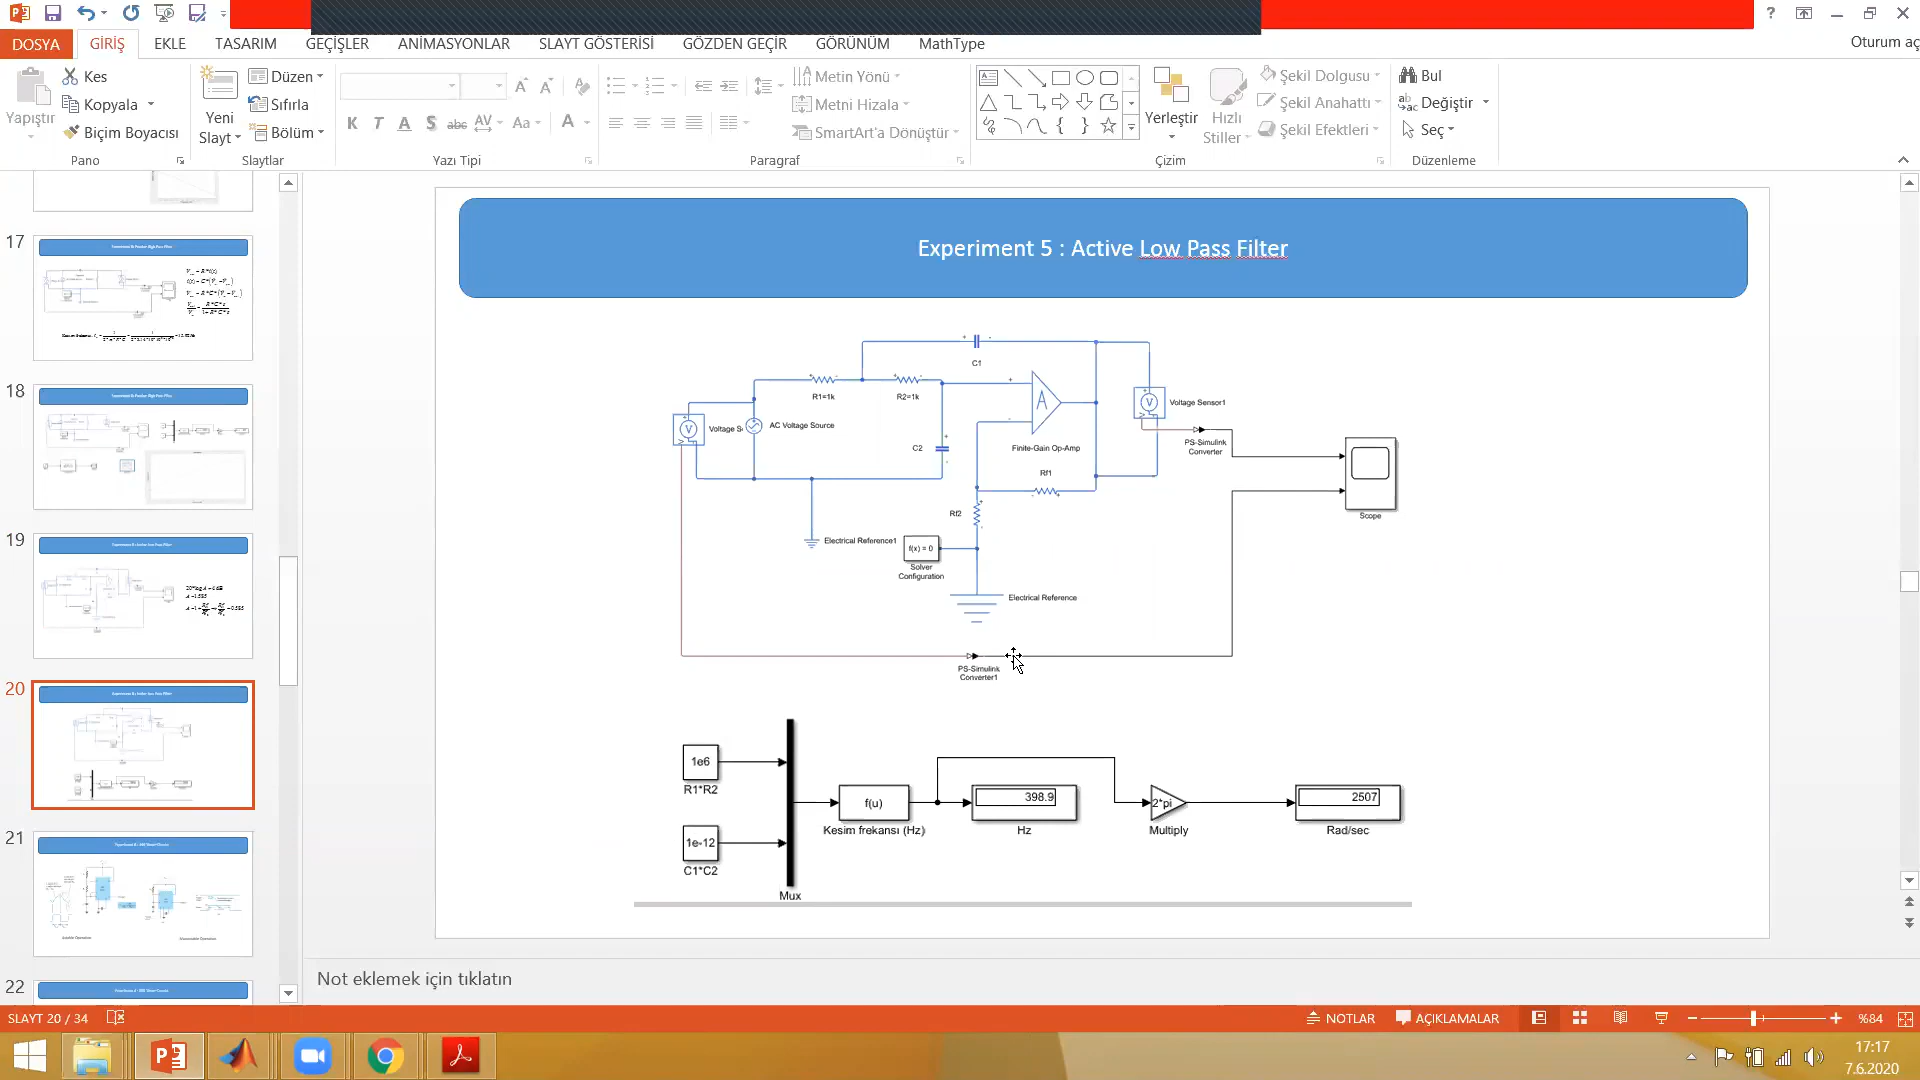 DOSYA GİRİŞ EKLE TASARIM GEÇİŞLER ANİMASYONLAR SLAYT GÖSTERİSİ GÖZDEN GEÇİR GÖRÜNÜM MathType Oturum aç
Yapıştır Kes Kopyala Biçim Boyacısı
Pano
Yeni Slayt Düzen Sıfırla Bölüm
Slaytlar
K T A S abc AV Aa A
Yazı Tipi
Metin Yönü
Metni Hizala
SmartArt'a Dönüştür
Paragraf
Yerleştir
Hızlı Stiller
Şekil Dolgusu
Şekil Anahattı
Şekil Efektleri
Çizim
Bul
Değiştir
Seç
Düzenleme
17
18
19
20
21
22
Experiment 5 : Active Low Pass Filter
C1
R1=1k
R2=1k
V
Voltage S
AC Voltage Source
C2
A
Finite-Gain Op-Amp
V
Voltage Sensor1
PS-Simulink
Converter
Rf1
Rf2
Scope
Electrical Reference1
f(x) = 0
Solver
Configuration
Electrical Reference
PS-Simulink
Converter1
1e6
R1*R2
1e-12
C1*C2
Mux
f(u)
Kesim frekansı (Hz)
398.9
Hz
2*pi
Multiply
2507
Rad/sec
Not eklemek için tıklatın
SLAYT 20 / 34 NOTLAR AÇIKLAMALAR %84
17:17
7.6.2020